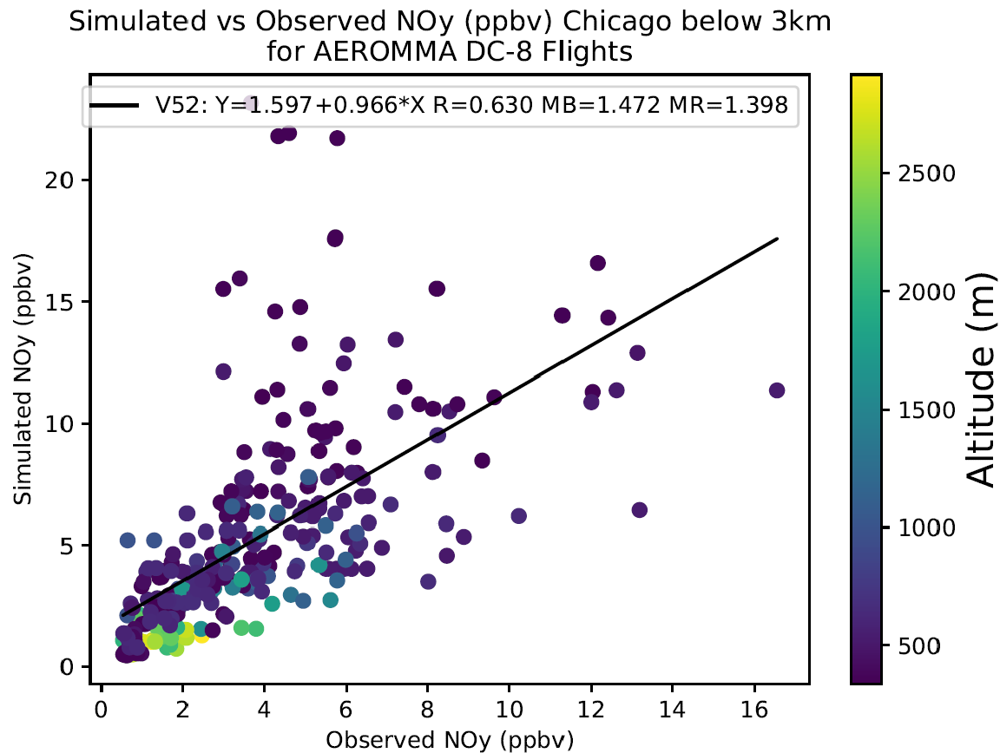 Simulated vs Observed NOy (ppbv) Chicago below 3km
for AEROMMA DC-8 Flights
V52: Y=1.597+0.966*X R=0.630 MB=1.472 MR=1.398
Simulated NOy (ppbv)
20
15
10
5
0
0 2 4 6 8 10 12 14 16
Observed NOy (ppbv)
2500
2000
1500
1000
500
Altitude (m)